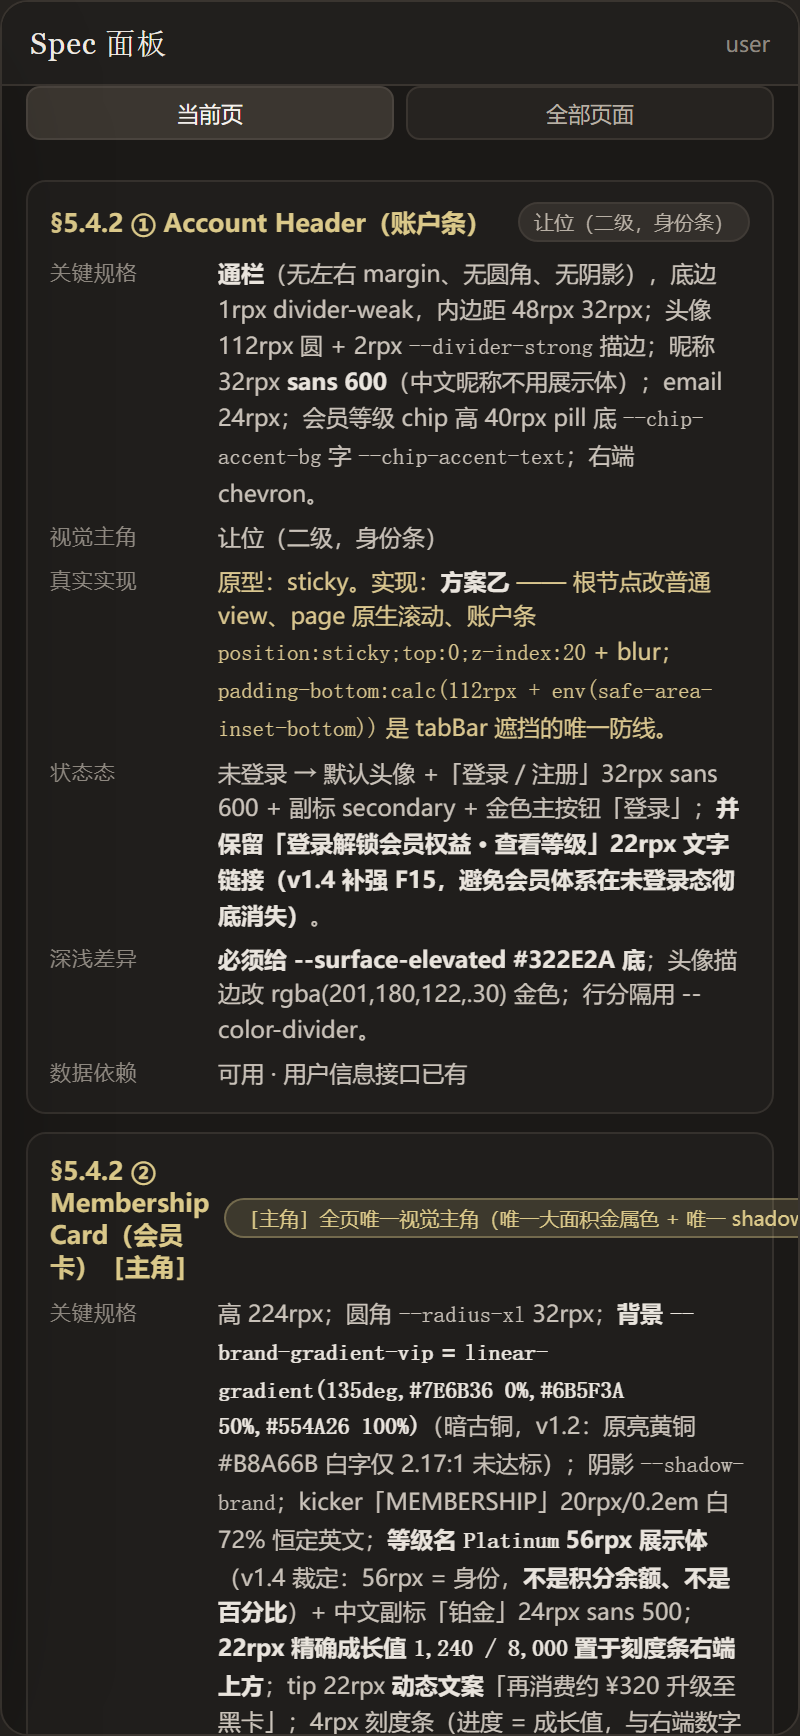 Spec 面板
user
当前页
全部页面
§5.4.2 ① Account Header（账户条）
让位（二级，身份条）
关键规格
通栏（无左右 margin、无圆角、无阴影），底边
1rpx divider-weak，内边距 48rpx 32rpx；头像
112rpx 圆 + 2rpx --divider-strong 描边；昵称
32rpx sans 600（中文昵称不用展示体）；email
24rpx；会员等级 chip 高 40rpx pill 底 --chip-
accent-bg 字 --chip-accent-text；右端
chevron。
视觉主角
让位（二级，身份条）
真实实现
原型：sticky。实现：方案乙 —— 根节点改普通
view、page 原生滚动、账户条
position:sticky;top:0;z-index:20 + blur；
padding-bottom:calc(112rpx + env(safe-area-
inset-bottom)) 是 tabBar 遮挡的唯一防线。
状态态
未登录 → 默认头像 +「登录 / 注册」32rpx sans
600 + 副标 secondary + 金色主按钮「登录」；并
保留「登录解锁会员权益 · 查看等级」22rpx 文字
链接（v1.4 补强 F15，避免会员体系在未登录态彻
底消失）。
深浅差异
必须给 --surface-elevated #322E2A 底；头像描
边改 rgba(201,180,122,.30) 金色；行分隔用 --
color-divider。
数据依赖
可用 · 用户信息接口已有
§5.4.2 ②
Membership
Card（会员
卡）［主角］
［主角］全页唯一视觉主角（唯一大面积金属色 + 唯一 shadow
关键规格
高 224rpx；圆角 --radius-xl 32rpx；背景 --
brand-gradient-vip = linear-
gradient(135deg,#7E6B36 0%,#6B5F3A
50%,#554A26 100%)（暗古铜，v1.2：原亮黄铜
#B8A66B 白字仅 2.17:1 未达标）；阴影 --shadow-
brand；kicker「MEMBERSHIP」20rpx/0.2em 白
72% 恒定英文；等级名 Platinum 56rpx 展示体
（v1.4 裁定：56rpx = 身份，不是积分余额、不是
百分比）+ 中文副标「铂金」24rpx sans 500；
22rpx 精确成长值 1,240 / 8,000 置于刻度条右端
上方；tip 22rpx 动态文案「再消费约 ¥320 升级至
黑卡」；4rpx 刻度条（进度 = 成长值，与右端数字